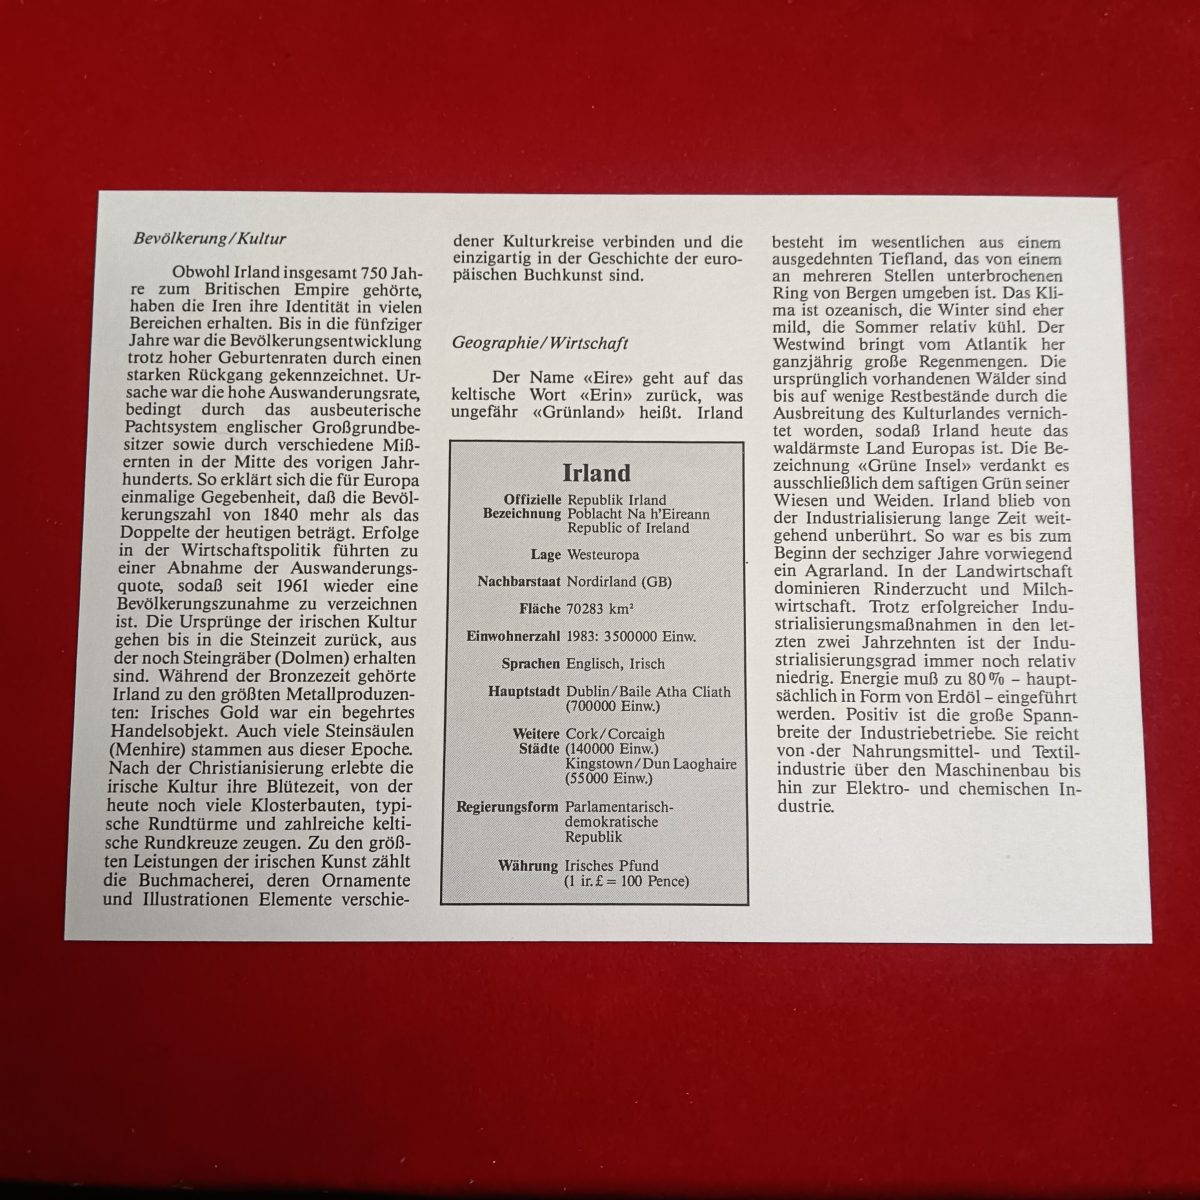 Bevölkerung/Kultur
Obwohl Irland insgesamt 750 Jah-
re zum Britischen Empire gehörte,
haben die Iren ihre Identität in vielen
Bereichen erhalten. Bis in die fünfziger
Jahre war die Bevölkerungsentwicklung
trotz hoher Geburtenraten durch einen
starken Rückgang gekennzeichnet. Ur-
sache war die hohe Auswanderungsrate,
bedingt durch das ausbeuterische
Pachtsystem englischer Großgrundbe-
sitzer sowie durch verschiedene Miß-
ernten in der Mitte des vorigen Jahr-
hunderts. So erklärt sich die für Europa
einmalige Gegebenheit, daß die Bevöl-
kerungszahl von 1840 mehr als das
Doppelte der heutigen beträgt. Erfolge
in der Wirtschaftspolitik führten zu
einer Abnahme der Auswanderungs-
quote, sodaß seit 1961 wieder eine
Bevölkerungszunahme zu verzeichnen
ist. Die Ursprünge der irischen Kultur
gehen bis in die Steinzeit zurück, aus
der noch Steingräber (Dolmen) erhalten
sind. Während der Bronzezeit gehörte
Irland zu den größten Metallproduzen-
ten: Irisches Gold war ein begehrtes
Handelsobjekt. Auch viele Steinsäulen
(Menhire) stammen aus dieser Epoche.
Nach der Christianisierung erlebte die
irische Kultur ihre Blütezeit, von der
heute noch viele Klosterbauten, typi-
sche Rundtürme und zahlreiche kelti-
sche Rundkreuze zeugen. Zu den größ-
ten Leistungen der irischen Kunst zählt
die Buchmacherei, deren Ornamente
und Illustrationen Elemente verschie-
dener Kulturkreise verbinden und die
einzigartig in der Geschichte der euro-
päischen Buchkunst sind.
Geographie/Wirtschaft
Der Name «Eire» geht auf das
keltische Wort «Erin» zurück, was
ungefähr «Grünland» heißt. Irland
Irland
Offizielle Republik Irland
Bezeichnung Poblacht Na h'Eireann
Republic of Ireland
Lage Westeuropa
Nachbarstaat Nordirland (GB)
Fläche 70283 km²
Einwohnerzahl 1983: 3500000 Einw.
Sprachen Englisch, Irisch
Hauptstadt Dublin/Baile Atha Cliath
(700000 Einw.)
Weitere Cork/Corcaigh
Städte (140000 Einw.)
Kingstown/Dun Laoghaire
(55000 Einw.)
Regierungsform Parlamentarisch-
demokratische
Republik
Währung Irisches Pfund
(1 ir. £ = 100 Pence)
besteht im wesentlichen aus einem
ausgedehnten Tiefland, das von einem
an mehreren Stellen unterbrochenen
Ring von Bergen umgeben ist. Das Kli-
ma ist ozeanisch, die Winter sind eher
mild, die Sommer relativ kühl. Der
Westwind bringt vom Atlantik her
ganzjährig große Regenmengen. Die
ursprünglich vorhandenen Wälder sind
bis auf wenige Restbestände durch die
Ausbreitung des Kulturlandes vernich-
tet worden, sodaß Irland heute das
waldärmste Land Europas ist. Die Be-
zeichnung «Grüne Insel» verdankt es
ausschließlich dem saftigen Grün seiner
Wiesen und Weiden. Irland blieb von
der Industrialisierung lange Zeit weit-
gehend unberührt. So war es bis zum
Beginn der sechziger Jahre vorwiegend
ein Agrarland. In der Landwirtschaft
dominieren Rinderzucht und Milch-
wirtschaft. Trotz erfolgreicher Indu-
strialisierungsmaßnahmen in den letz-
ten zwei Jahrzehnten ist der Indu-
strialisierungsgrad immer noch relativ
niedrig. Energie muß zu 80% – haupt-
sächlich in Form von Erdöl – eingeführt
werden. Positiv ist die große Spann-
breite der Industriebetriebe. Sie reicht
von der Nahrungsmittel- und Textil-
industrie über den Maschinenbau bis
hin zur Elektro- und chemischen In-
dustrie.